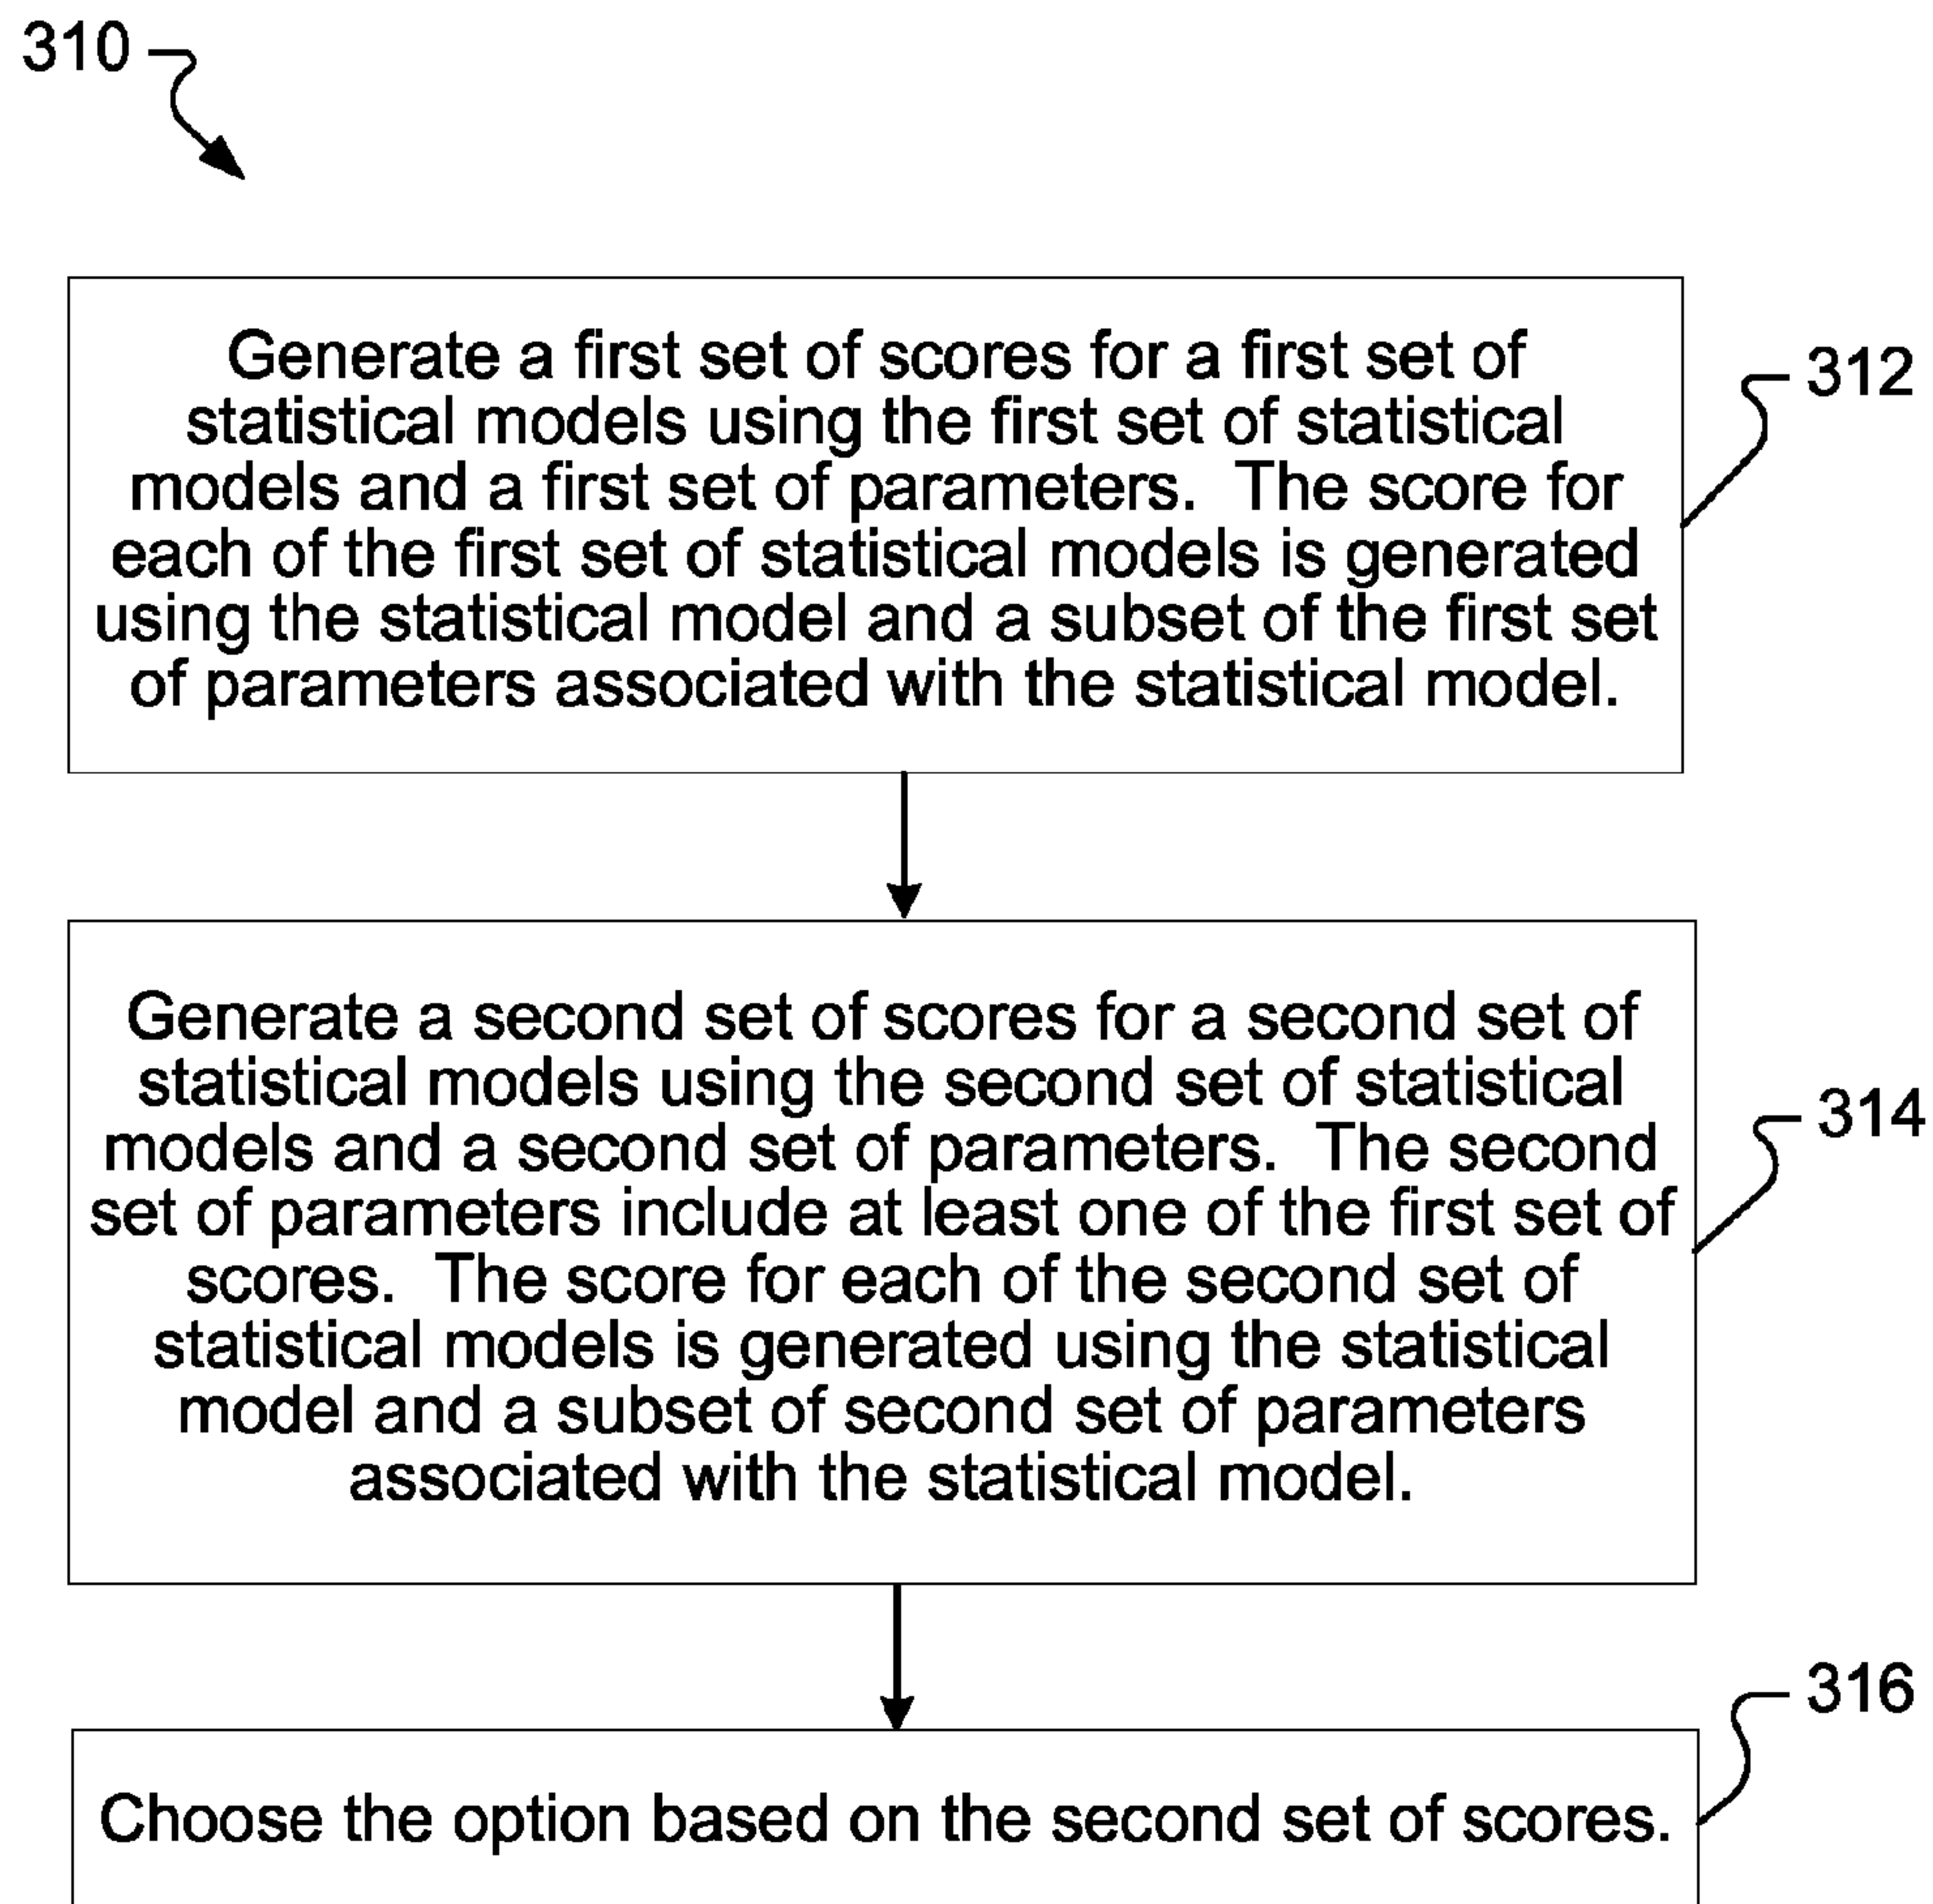 310
Generate a first set of scores for a first set of
statistical models using the first set of statistical
models and a first set of parameters. The score for
each of the first set of statistical models is generated
using the statistical model and a subset of the first set
of parameters associated with the statistical model.
312
Generate a second set of scores for a second set of
statistical models using the second set of statistical
models and a second set of parameters. The second
set of parameters include at least one of the first set of
scores. The score for each of the second set of
statistical models is generated using the statistical
model and a subset of second set of parameters
associated with the statistical model.
314
Choose the option based on the second set of scores.
316